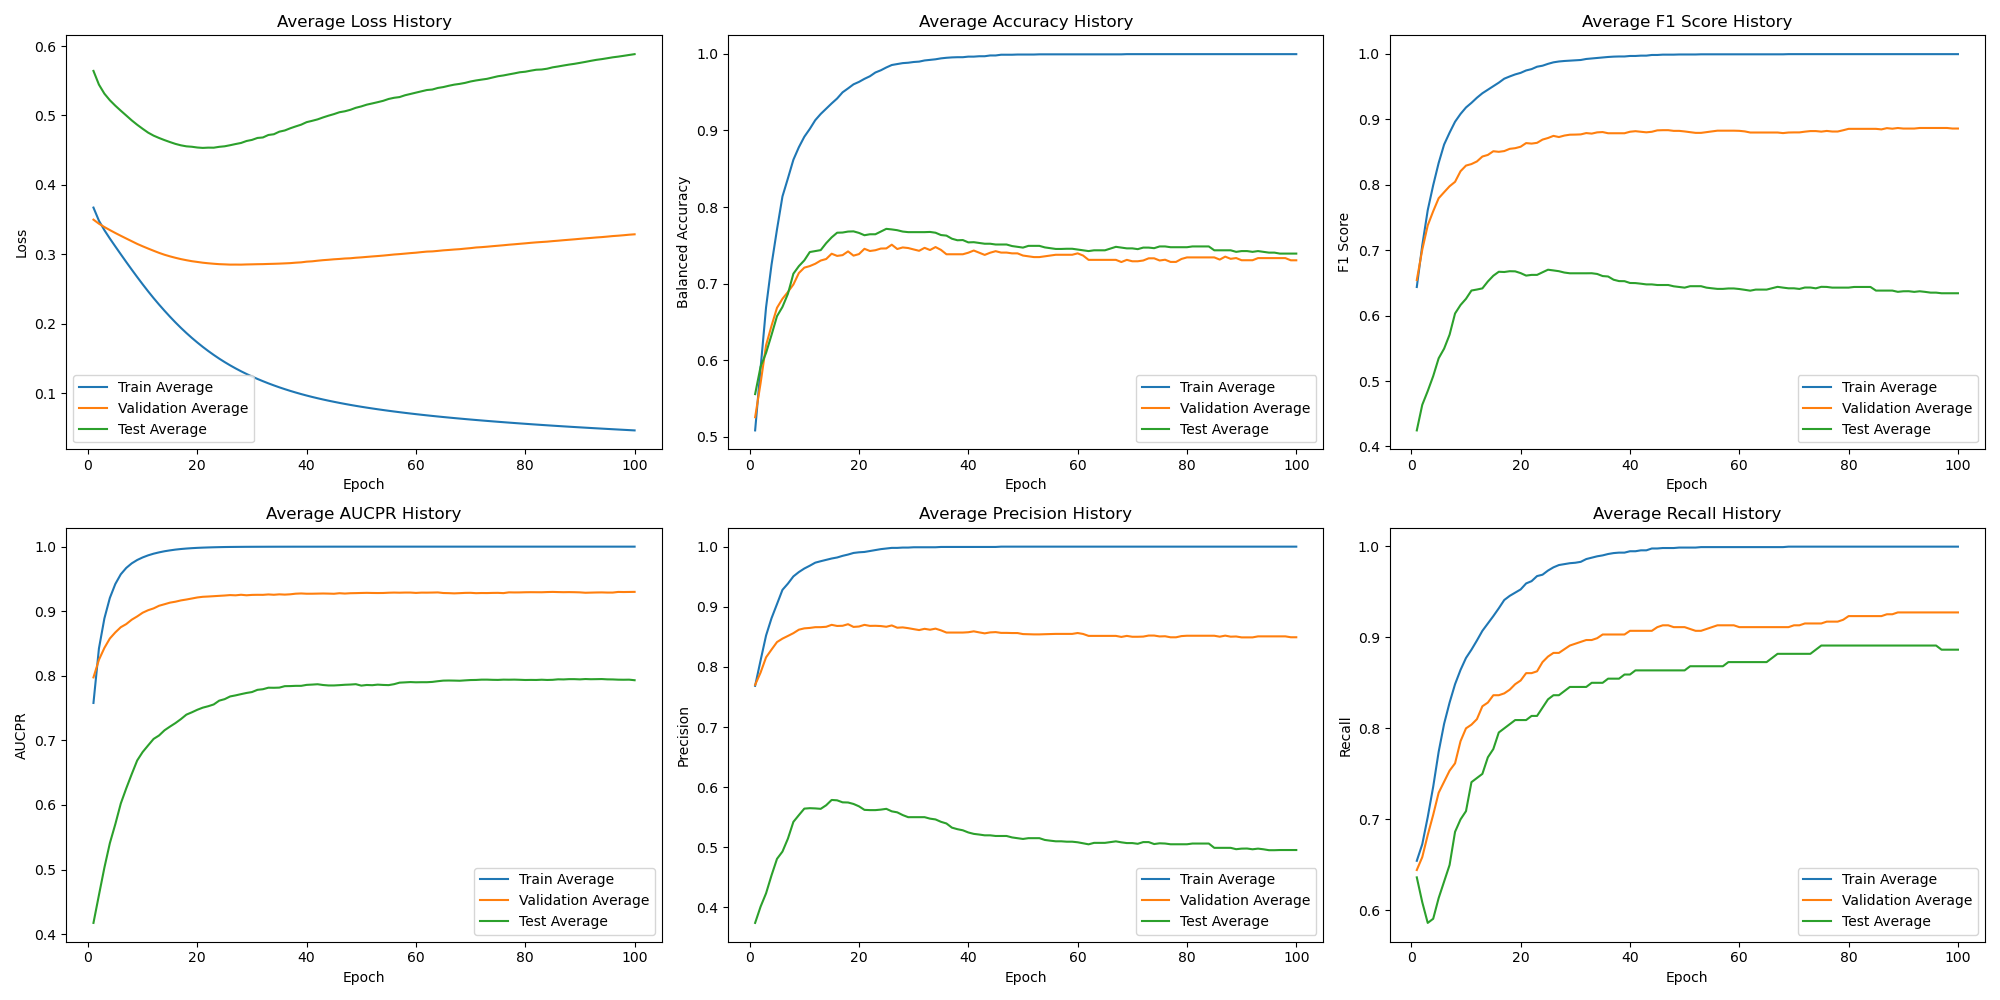 Average Loss History
Loss
0.6
0.5
0.4
0.3
0.2
0.1
Train Average
Validation Average
Test Average
0 20 40 60 80 100
Epoch
Average Accuracy History
Balanced Accuracy
1.0
0.9
0.8
0.7
0.6
0.5
Train Average
Validation Average
Test Average
0 20 40 60 80 100
Epoch
Average F1 Score History
F1 Score
1.0
0.9
0.8
0.7
0.6
0.5
0.4
Train Average
Validation Average
Test Average
0 20 40 60 80 100
Epoch
Average AUCPR History
AUCPR
1.0
0.9
0.8
0.7
0.6
0.5
0.4
Train Average
Validation Average
Test Average
0 20 40 60 80 100
Epoch
Average Precision History
Precision
1.0
0.9
0.8
0.7
0.6
0.5
0.4
Train Average
Validation Average
Test Average
0 20 40 60 80 100
Epoch
Average Recall History
Recall
1.0
0.9
0.8
0.7
0.6
Train Average
Validation Average
Test Average
0 20 40 60 80 100
Epoch